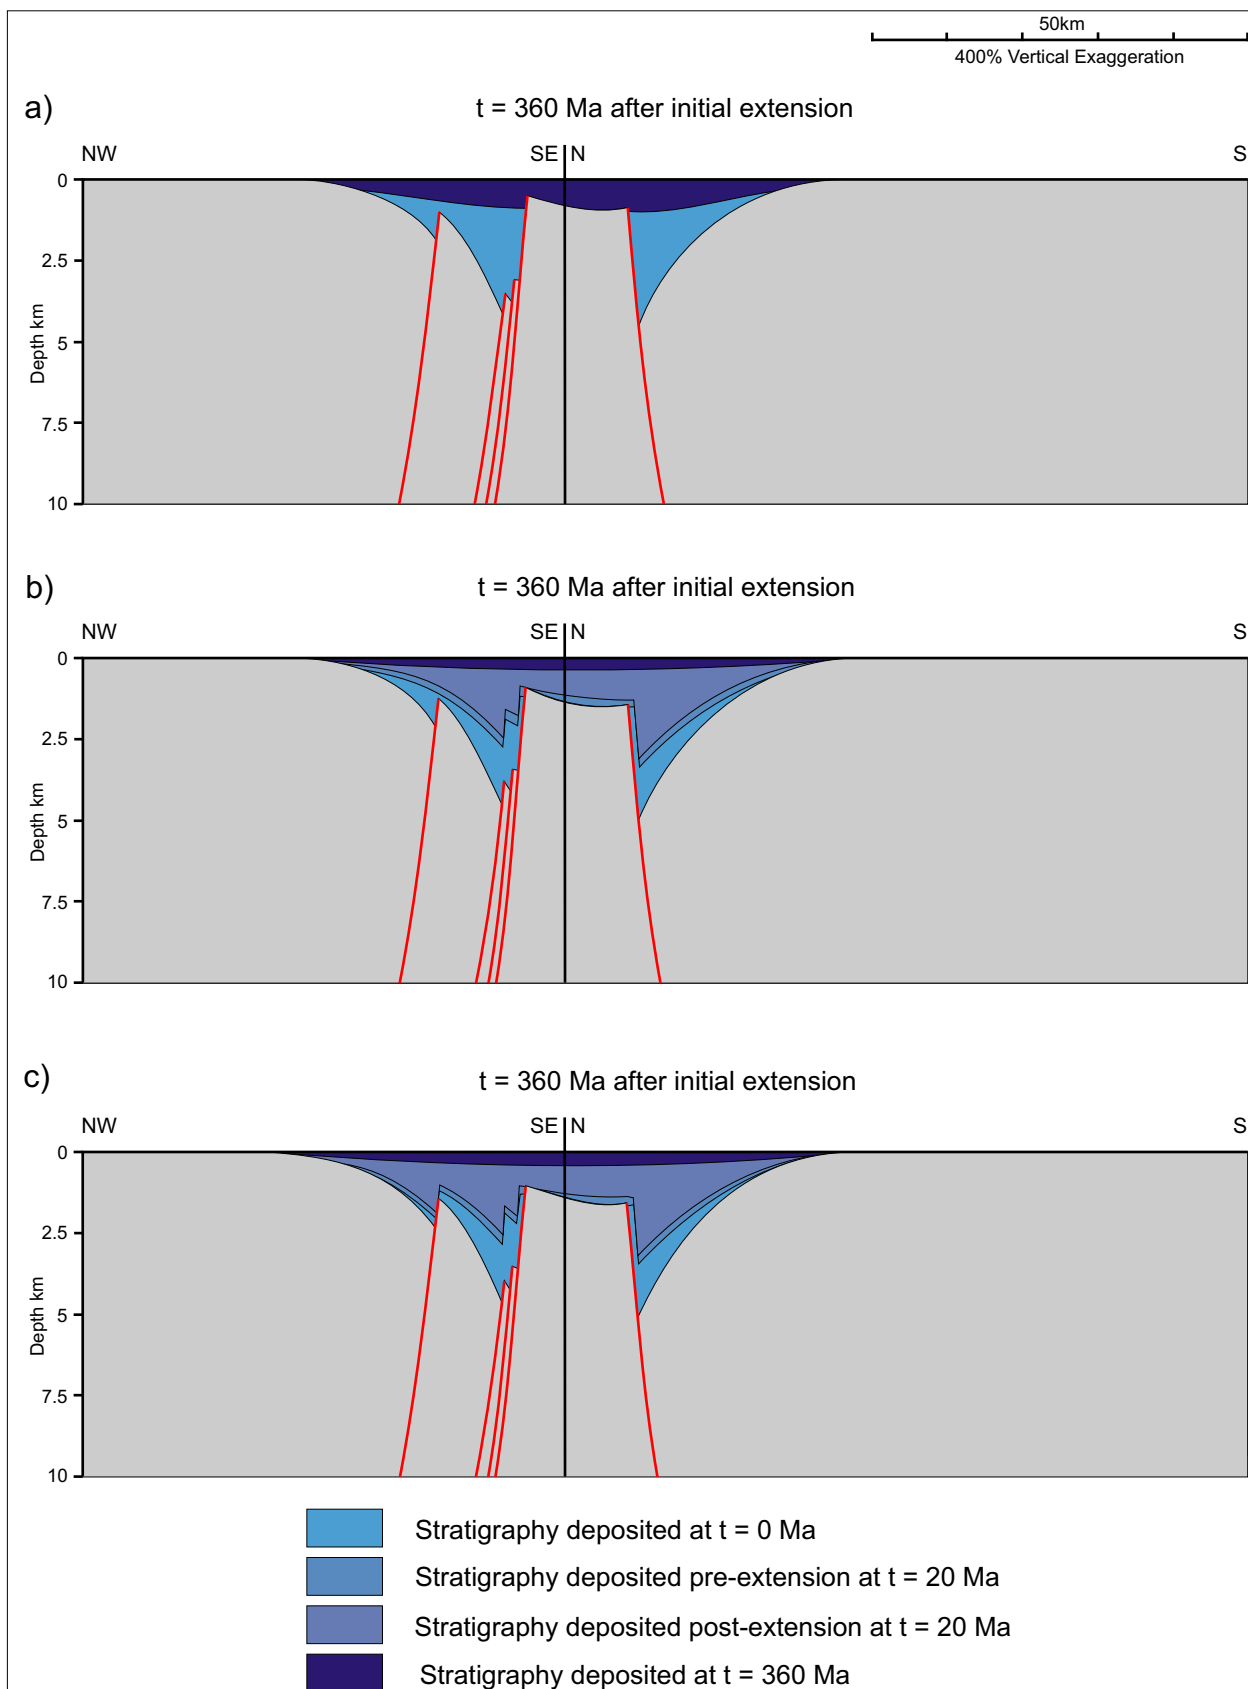 50km
400% Vertical Exaggeration
a)
t = 360 Ma after initial extension
NW
SE
N
S
0
2.5
5
7.5
10
Depth km
b)
t = 360 Ma after initial extension
NW
SE
N
S
0
2.5
5
7.5
10
Depth km
c)
t = 360 Ma after initial extension
NW
SE
N
S
0
2.5
5
7.5
10
Depth km
Stratigraphy deposited at t = 0 Ma
Stratigraphy deposited pre-extension at t = 20 Ma
Stratigraphy deposited post-extension at t = 20 Ma
Stratigraphy deposited at t = 360 Ma